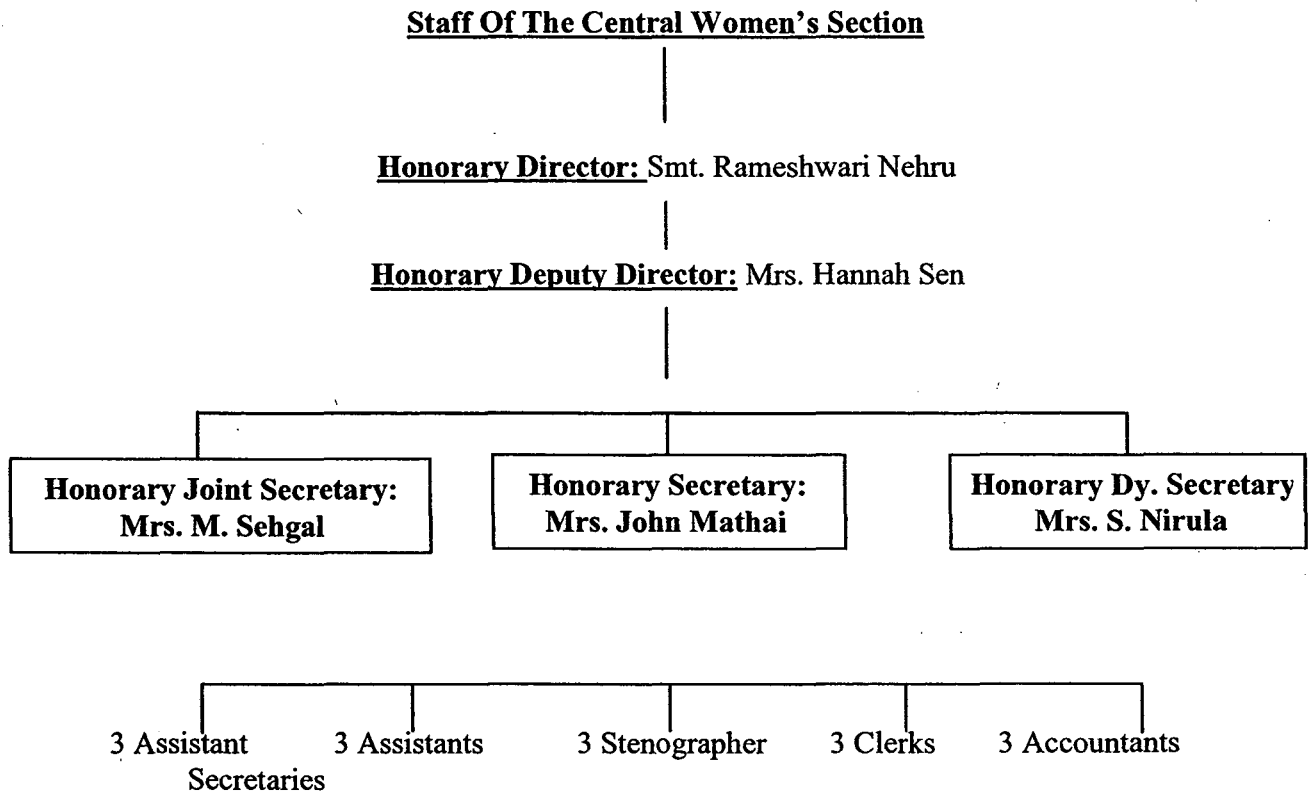 Staff Of The Central Women's Section
Honorary Director: Smt. Rameshwari Nehru
Honorary Deputy Director: Mrs. Hannah Sen
Honorary Joint Secretary:
Mrs. M. Sehgal
Honorary Secretary:
Mrs. John Mathai
Honorary Dy. Secretary
Mrs. S. Nirula
3 Assistant
Secretaries
3 Assistants
3 Stenographer
3 Clerks
3 Accountants